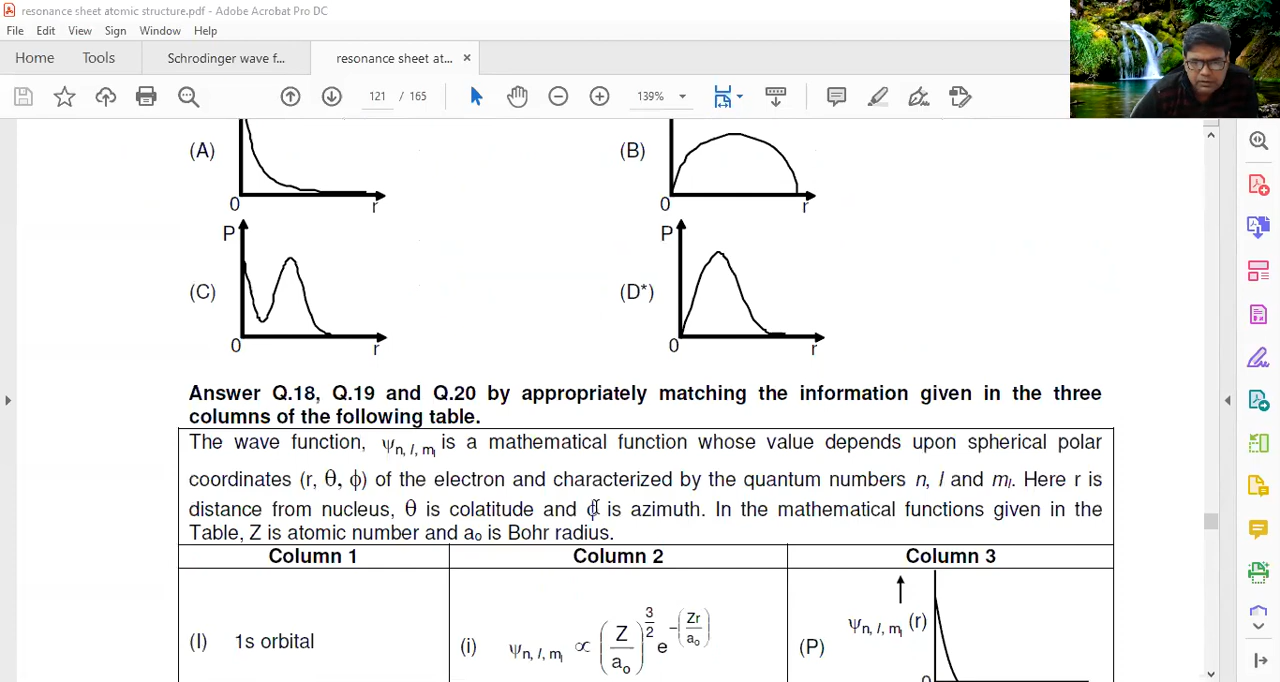 resonance sheet atomic structure.pdf - Adobe Acrobat Pro DC
File Edit View Sign Window Help
Home Tools Schrodinger wave f... resonance sheet at... ×
121 / 165 139%
(A) 0 r (B) 0 r
P P
(C) (D*)
0 r 0 r
Answer Q.18, Q.19 and Q.20 by appropriately matching the information given in the three
columns of the following table.
The wave function, ψn, l, ml is a mathematical function whose value depends upon spherical polar
coordinates (r, θ, ϕ) of the electron and characterized by the quantum numbers n, l and ml. Here r is
distance from nucleus, θ is colatitude and ϕ is azimuth. In the mathematical functions given in the
Table, Z is atomic number and ao is Bohr radius.
Column 1 Column 2 Column 3
(I) 1s orbital (i) ψn, l, ml ∝ (Z/ao)^3/2 e^-(Zr/ao) (P) ψn, l, ml (r) 0